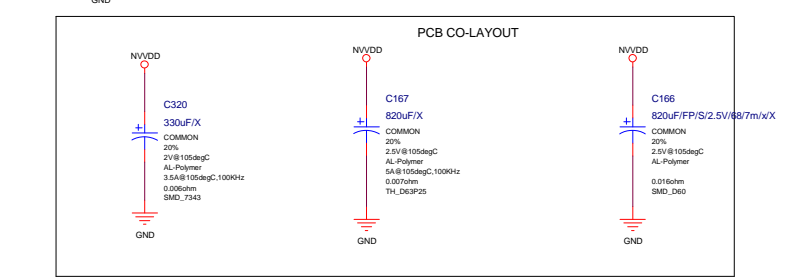 GND
PCB CO-LAYOUT
NVVDD
C320
330uF/X
COMMON
20%
2V@105degC
AL-Polymer
3.5A@105degC,100KHz
0.006ohm
SMD_7343
GND
NVVDD
C167
820uF/X
COMMON
20%
2.5V@105degC
AL-Polymer
5A@105degC,100KHz
0.007ohm
TH_D63P25
GND
NVVDD
C166
820uF/FP/S/2.5V/68/7m/x/X
COMMON
20%
2.5V@105degC
AL-Polymer
0.016ohm
SMD_D60
GND